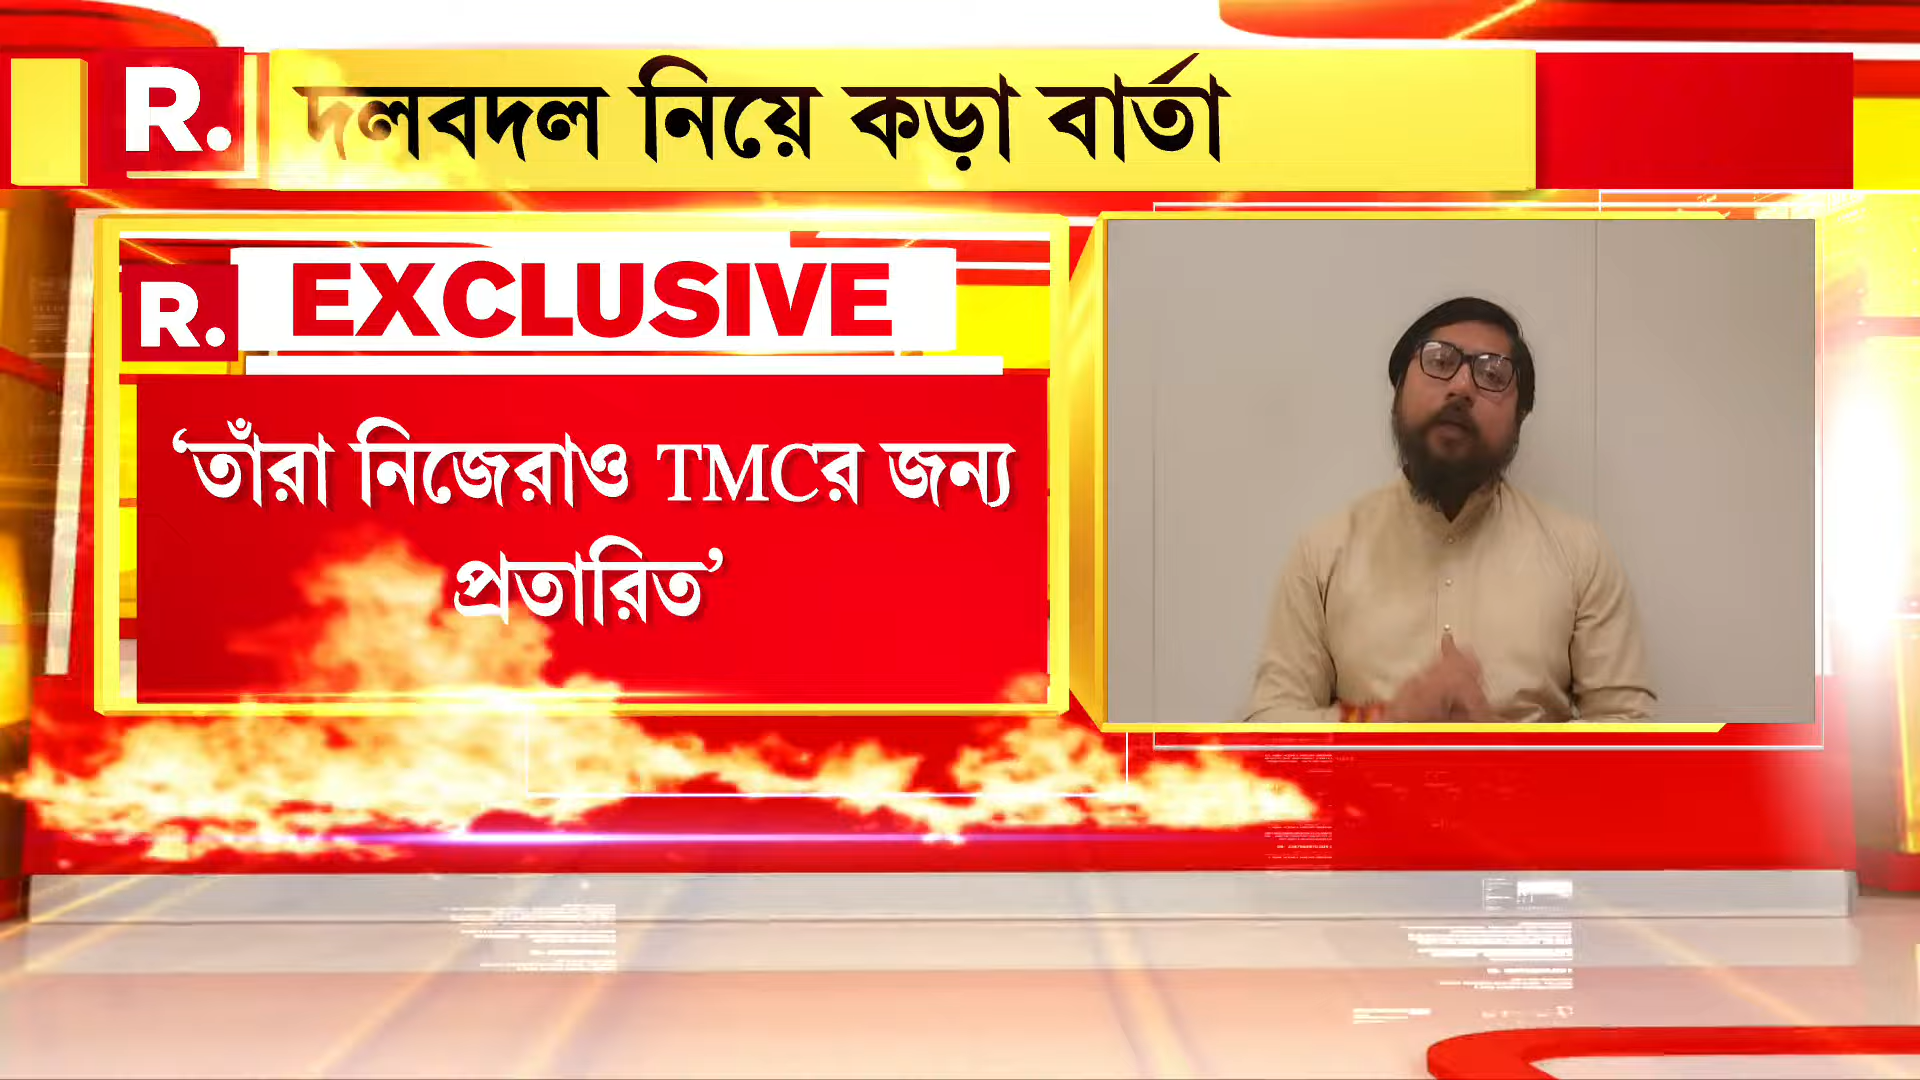 R. দলবদল নিয়ে কড়া বার্তা
R. EXCLUSIVE
‘তাঁরা নিজেরাও TMCর জন্য
প্রতারিত’